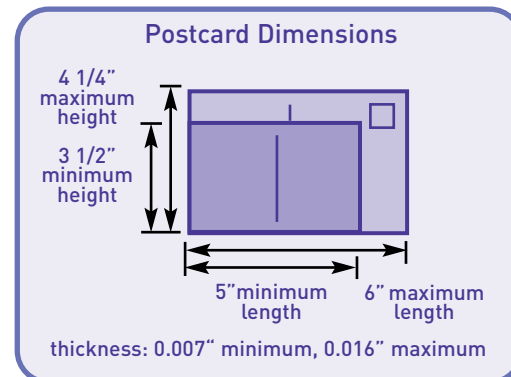 Postcard Dimensions
4 1/4”
maximum
height
3 1/2”
minimum
height
5”minimum
length
6” maximum
length
thickness: 0.007“ minimum, 0.016” maximum